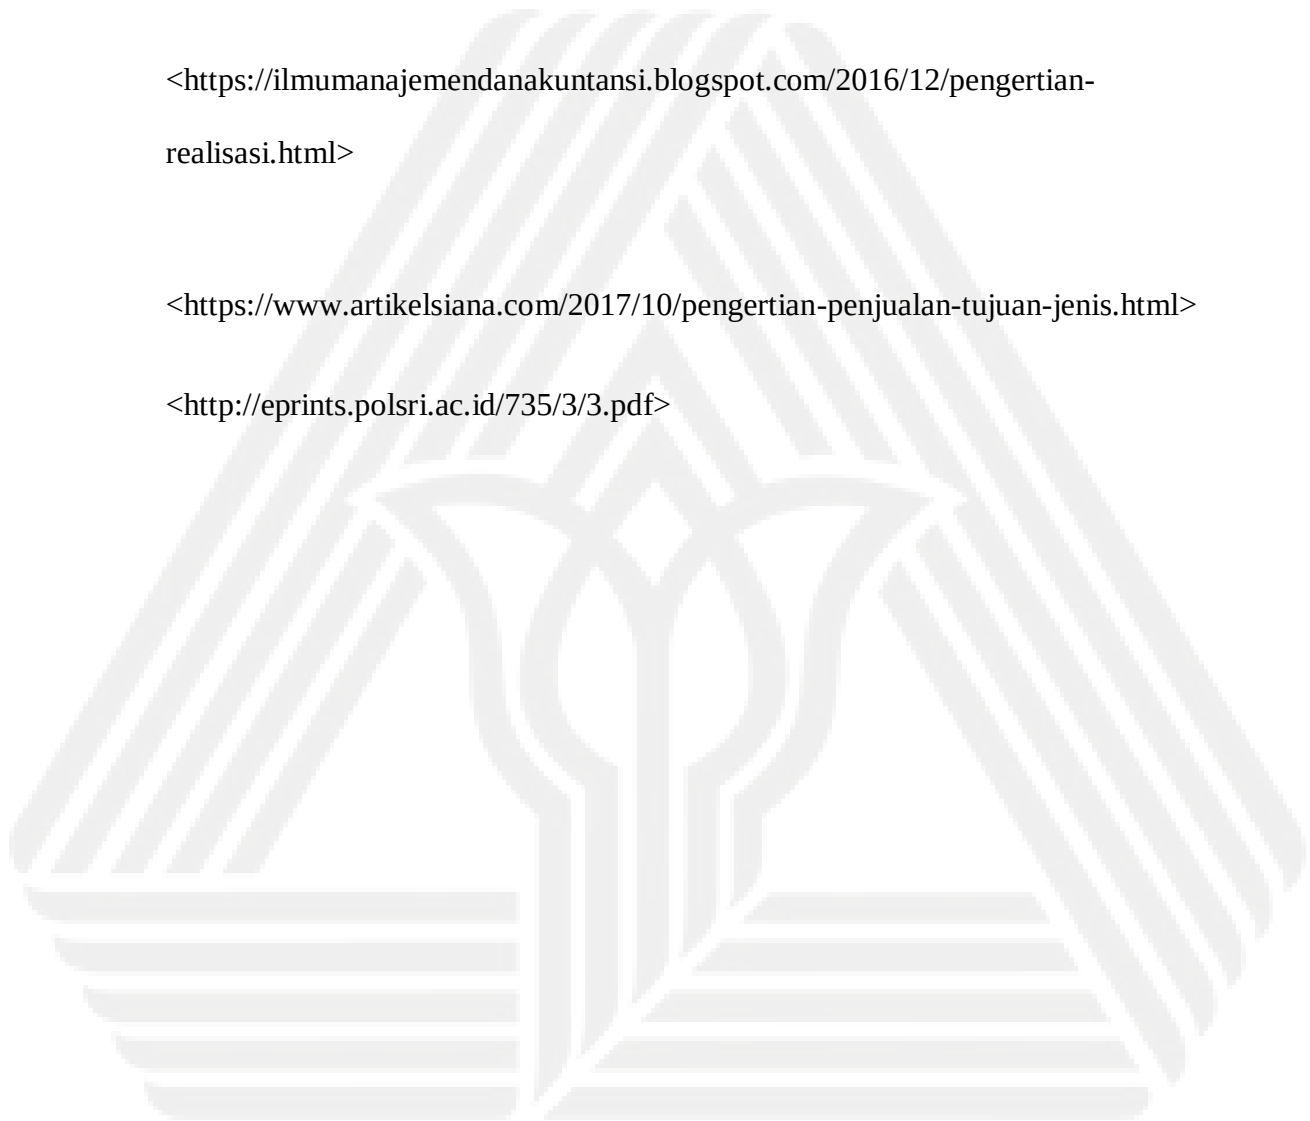 <https://ilmumanajemendanakuntansi.blogspot.com/2016/12/pengertian-
realisasi.html>
<https://www.artikelsiana.com/2017/10/pengertian-penjualan-tujuan-jenis.html>
<http://eprints.polsri.ac.id/735/3/3.pdf>